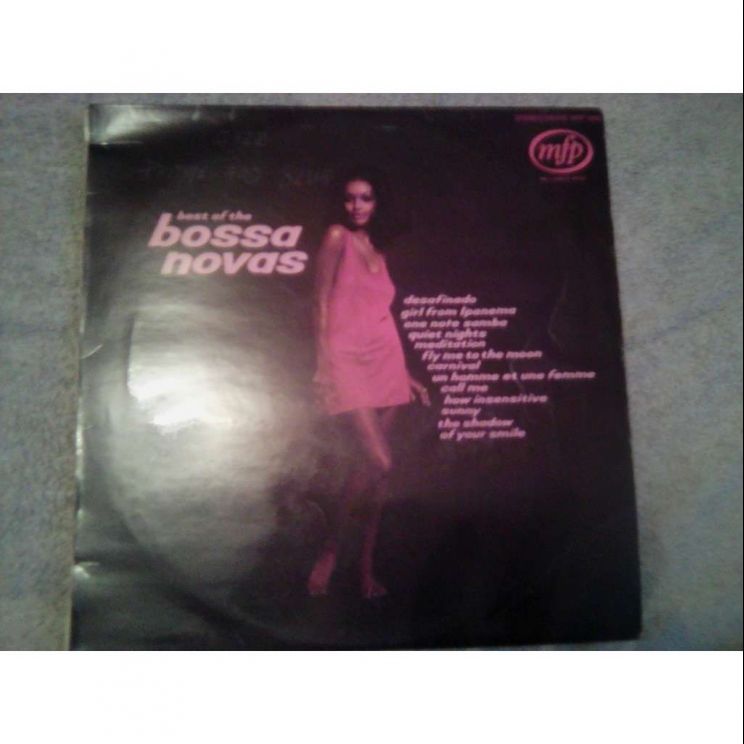 mfp
best of the
bossa
novas
desafinado
girl from Ipanema
one note samba
quiet nights
meditation
fly me to the moon
carnival
un homme et une femme
call me
how insensitive
sunny
the shadow
of your smile